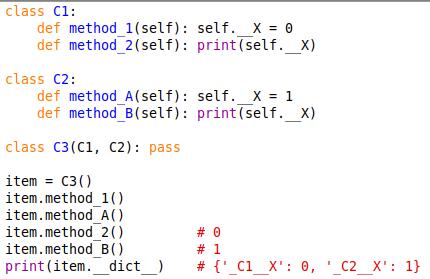 class C1:
    def method_1(self): self.__X = 0
    def method_2(self): print(self.__X)
class C2:
    def method_A(self): self.__X = 1
    def method_B(self): print(self.__X)
class C3(C1, C2): pass
item = C3()
item.method_1()
item.method_A()
item.method_2()         # 0
item.method_B()         # 1
print(item.__dict__)    # {'_C1__X': 0, '_C2__X': 1}